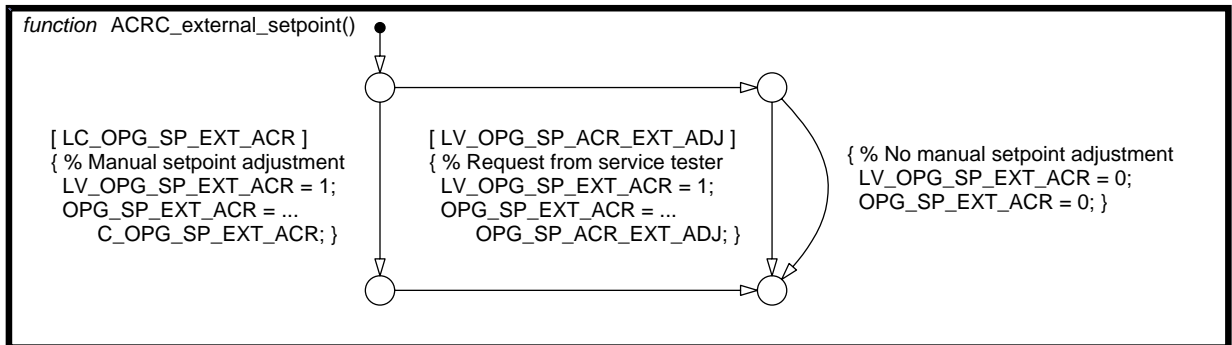 function ACRC_external_setpoint()
[ LC_OPG_SP_EXT_ACR ]
{ % Manual setpoint adjustment
LV_OPG_SP_EXT_ACR = 1;
OPG_SP_EXT_ACR = ...
C_OPG_SP_EXT_ACR; }
[ LV_OPG_SP_ACR_EXT_ADJ ]
{ % Request from service tester
LV_OPG_SP_EXT_ACR = 1;
OPG_SP_EXT_ACR = ...
OPG_SP_ACR_EXT_ADJ; }
{ % No manual setpoint adjustment
LV_OPG_SP_EXT_ACR = 0;
OPG_SP_EXT_ACR = 0; }